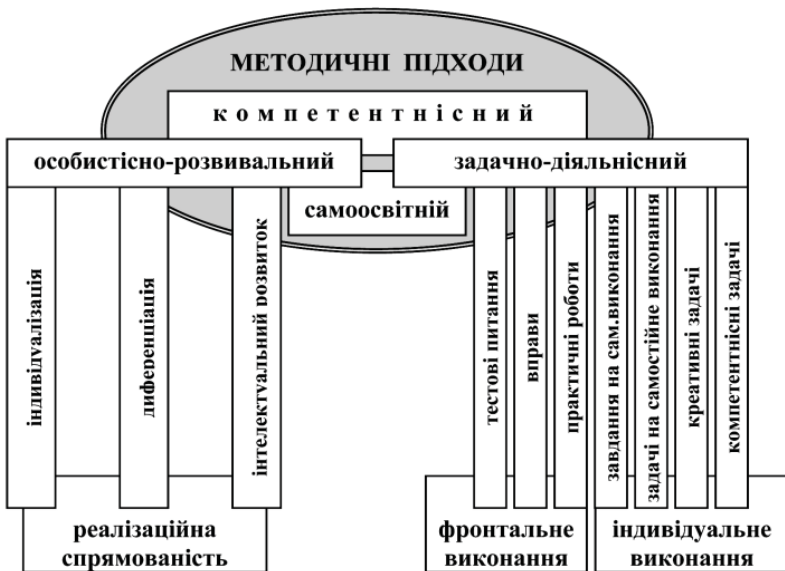 МЕТОДИЧНІ ПІДХОДИ
компетентнісний
особистісно-розвивальний
задачно-діяльнісний
самоосвітній
індивідуалізація
диференціація
інтелектуальний розвиток
тестові питання
вправи
практичні роботи
завдання на сам.виконання
задачі на самостійне виконання
креативні задачі
компетентнісні задачі
реалізаційна
спрямованість
фронтальне
виконання
індивідуальне
виконання